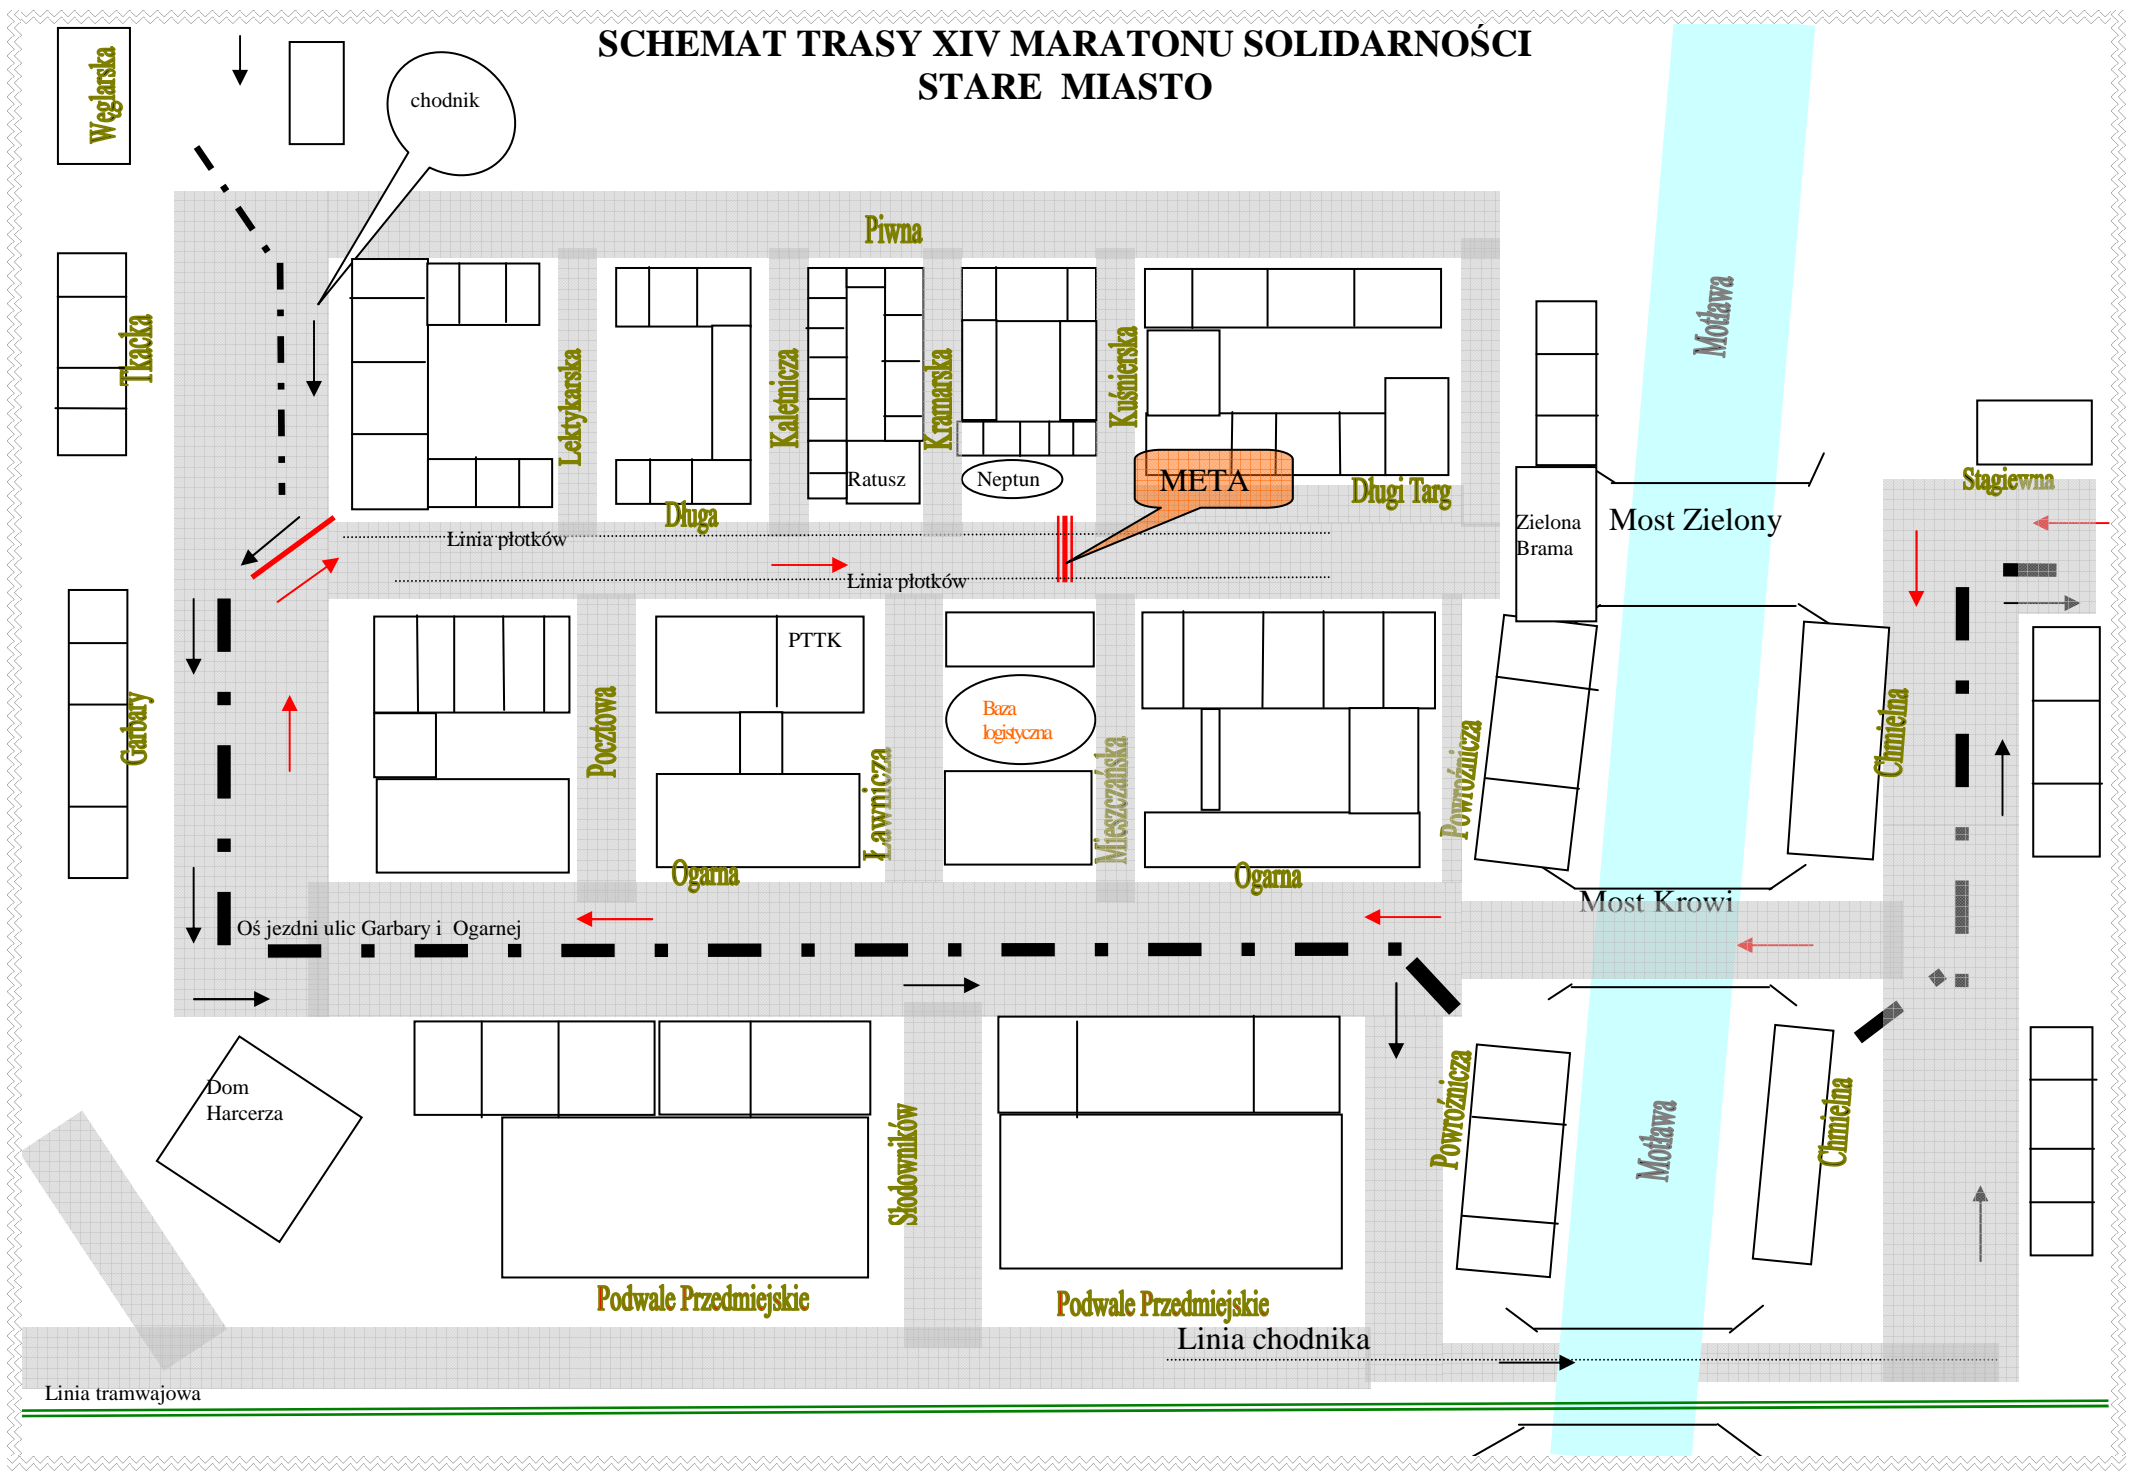 SCHEMAT TRASY XIV MARATONU SOLIDARNOŚCI
STARE MIASTO
Węglarska
chodnik
Piwna
Motława
Tkacka
Lektykarska
Kaletnicza
Kramarska
Kuśnierska
Ratusz
Neptun
META
Długi Targ
Stągiewna
Długa
Zielona
Brama
Most Zielony
Linia płotków
Linia płotków
Garbary
PTTK
Pocztowa
Baza
logistyczna
Ławnicza
Mieszczańska
Powroźnicza
Chmielna
Ogarna
Ogarna
Most Krowi
Oś jezdni ulic Garbary i Ogarnej
Dom
Harcerza
Słodowników
Powroźnicza
Motława
Chmielna
Podwale Przedmiejskie
Podwale Przedmiejskie
Linia chodnika
Linia tramwajowa